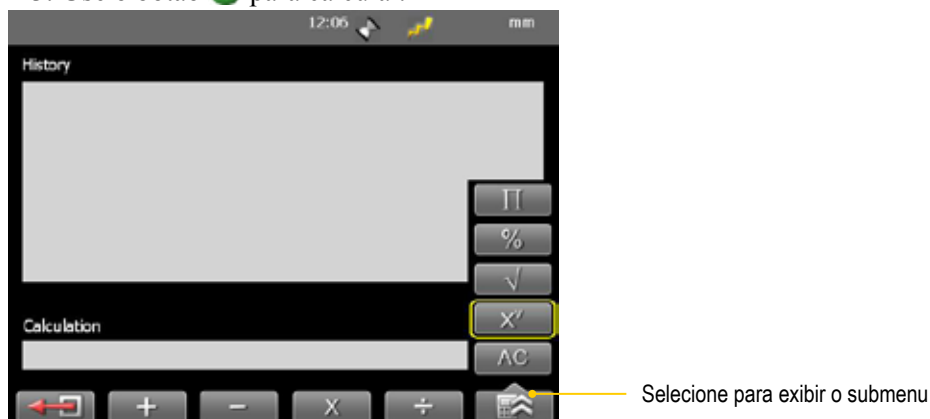 12:06 mm
History
Π
%
√
Calculation
Xʸ
AC
+ − X ÷
Selecione para exibir o submenu